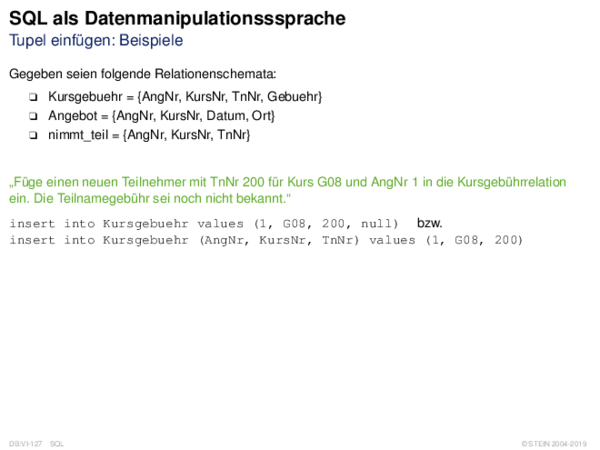 SQL als Datenmanipulationsssprache
Tupel einfügen: Beispiele
Gegeben seien folgende Relationenschemata:
❑ Kursgebuehr = {AngNr, KursNr, TnNr, Gebuehr}
❑ Angebot = {AngNr, KursNr, Datum, Ort}
❑ nimmt_teil = {AngNr, KursNr, TnNr}
„Füge einen neuen Teilnehmer mit TnNr 200 für Kurs G08 und AngNr 1 in die Kursgebührrelation
ein. Die Teilnamegebühr sei noch nicht bekannt.“
insert into Kursgebuehr values (1, G08, 200, null) bzw.
insert into Kursgebuehr (AngNr, KursNr, TnNr) values (1, G08, 200)
DB:VI-127 SQL ©STEIN 2004-2019